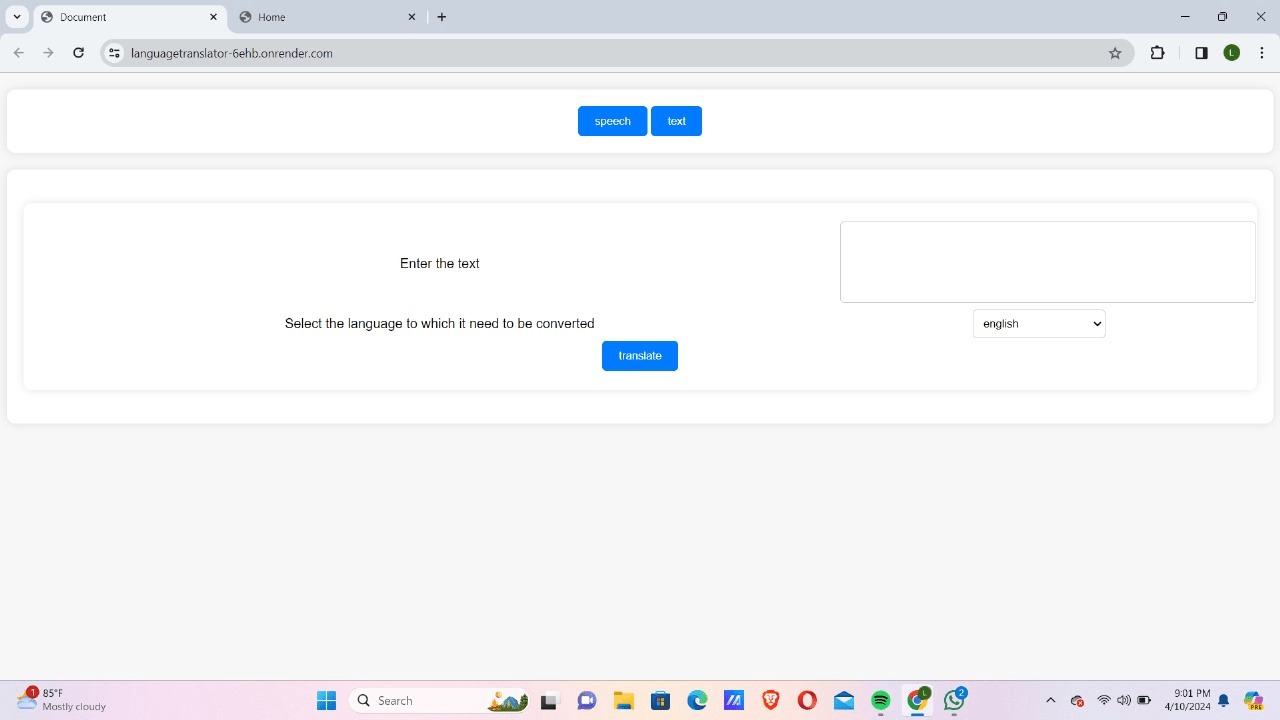 Document
Home
languagetranslator-6ehb.onrender.com
L
speech text
Enter the text
Select the language to which it need to be converted
english
translate
1
85°F
Mostly cloudy
Search
L
2
PRE
9:01 PM
4/10/2024